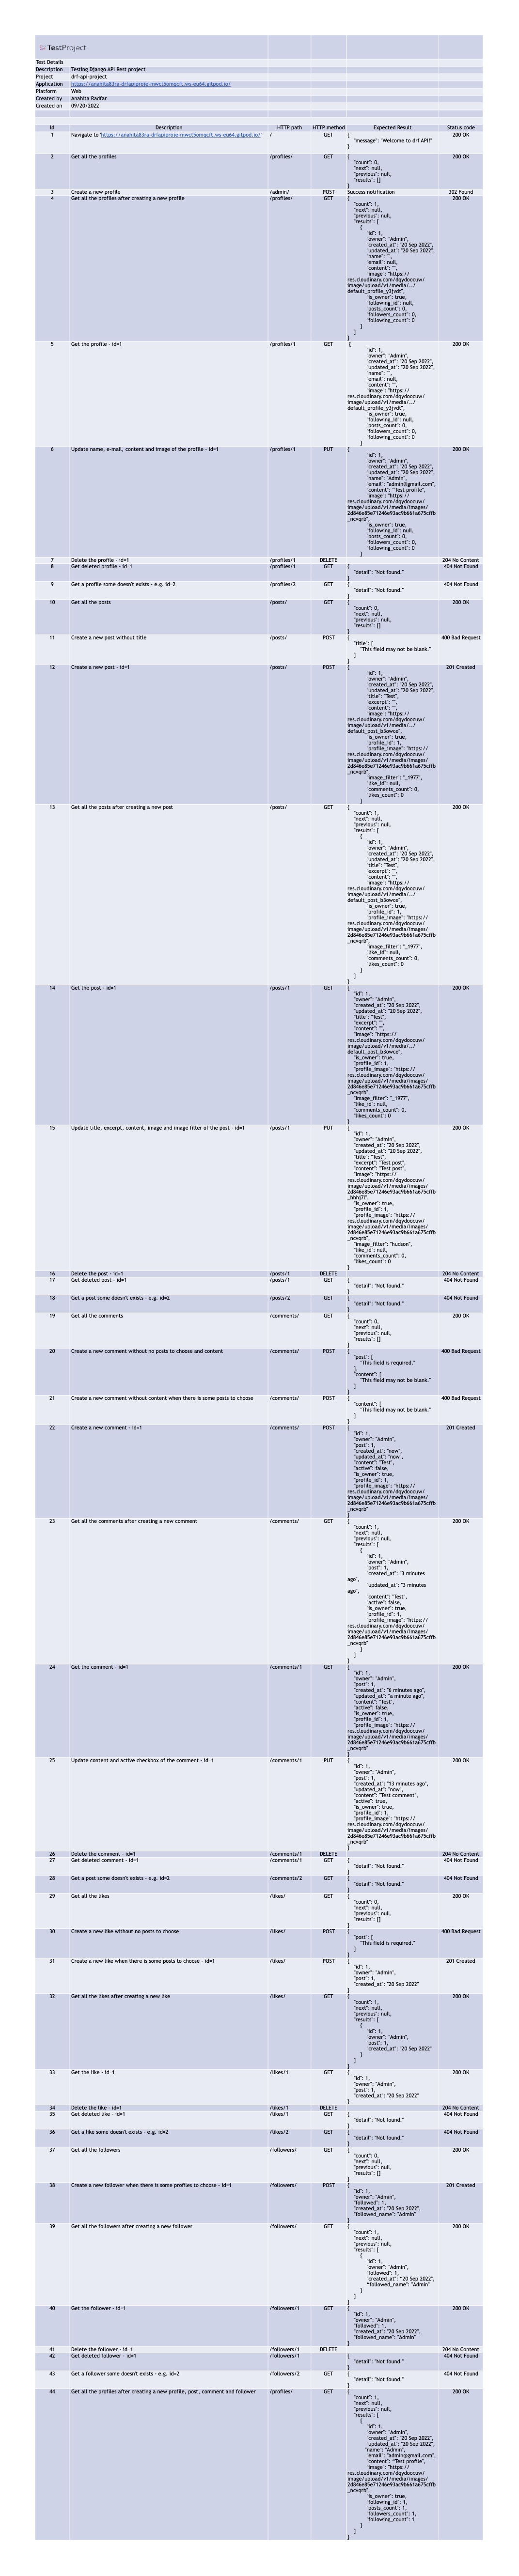 TestProject
Test Details
Description Testing Django API Rest project
Project drf-api-project
Application https://anahita83ra-drfapiproje-mwct5omqcft.ws-eu64.gitpod.io/
Platform Web
Created by Anahita Radfar
Created on 09/20/2022
Id Description HTTP path HTTP method Expected Result Status code
1 Navigate to "https://anahita83ra-drfapiproje-mwct5omqcft.ws-eu64.gitpod.io/" / GET { 200 OK
"message": "Welcome to drf API!"
}
2 Get all the profiles /profiles/ GET { 200 OK
"count": 0,
"next": null,
"previous": null,
"results": []
}
3 Create a new profile /admin/ POST Success notification 302 Found
4 Get all the profiles after creating a new profile /profiles/ GET { 200 OK
"count": 1,
"next": null,
"previous": null,
"results": [
{
"id": 1,
"owner": "Admin",
"created_at": "20 Sep 2022",
"updated_at": "20 Sep 2022",
"name": "",
"email": null,
"content": "",
"image": "https://
res.cloudinary.com/dqydoocuw/
image/upload/v1/media/../
default_profile_y3jvdt",
"is_owner": true,
"following_id": null,
"posts_count": 0,
"followers_count": 0,
"following_count": 0
}
]
}
5 Get the profile - id=1 /profiles/1 GET { 200 OK
"id": 1,
"owner": "Admin",
"created_at": "20 Sep 2022",
"updated_at": "20 Sep 2022",
"name": "",
"email": null,
"content": "",
"image": "https://
res.cloudinary.com/dqydoocuw/
image/upload/v1/media/../
default_profile_y3jvdt",
"is_owner": true,
"following_id": null,
"posts_count": 0,
"followers_count": 0,
"following_count": 0
}
6 Update name, e-mail, content and image of the profile - id=1 /profiles/1 PUT { 200 OK
"id": 1,
"owner": "Admin",
"created_at": "20 Sep 2022",
"updated_at": "20 Sep 2022",
"name": "Admin",
"email": "admin@gmail.com",
"content": "Test profile",
"image": "https://
res.cloudinary.com/dqydoocuw/
image/upload/v1/media/images/
2d846e85e71246e93ac9b661a675cffb
_ncvqrb",
"is_owner": true,
"following_id": null,
"posts_count": 0,
"followers_count": 0,
"following_count": 0
}
7 Delete the profile - id=1 /profiles/1 DELETE 204 No Content
8 Get deleted profile - id=1 /profiles/1 GET { 404 Not Found
"detail": "Not found."
}
9 Get a profile some doesn't exists - e.g. id=2 /profiles/2 GET { 404 Not Found
"detail": "Not found."
}
10 Get all the posts /posts/ GET { 200 OK
"count": 0,
"next": null,
"previous": null,
"results": []
}
11 Create a new post without title /posts/ POST { 400 Bad Request
"title": [
"This field may not be blank."
]
}
12 Create a new post - id=1 /posts/ POST { 201 Created
"id": 1,
"owner": "Admin",
"created_at": "20 Sep 2022",
"updated_at": "20 Sep 2022",
"title": "Test",
"excerpt": "",
"content": "",
"image": "https://
res.cloudinary.com/dqydoocuw/
image/upload/v1/media/../
default_post_b3owce",
"is_owner": true,
"profile_id": 1,
"profile_image": "https://
res.cloudinary.com/dqydoocuw/
image/upload/v1/media/images/
2d846e85e71246e93ac9b661a675cffb
_ncvqrb",
"image_filter": "_1977",
"like_id": null,
"comments_count": 0,
"likes_count": 0
}
13 Get all the posts after creating a new post /posts/ GET { 200 OK
"count": 1,
"next": null,
"previous": null,
"results": [
{
"id": 1,
"owner": "Admin",
"created_at": "20 Sep 2022",
"updated_at": "20 Sep 2022",
"title": "Test",
"excerpt": "",
"content": "",
"image": "https://
res.cloudinary.com/dqydoocuw/
image/upload/v1/media/../
default_post_b3owce",
"is_owner": true,
"profile_id": 1,
"profile_image": "https://
res.cloudinary.com/dqydoocuw/
image/upload/v1/media/images/
2d846e85e71246e93ac9b661a675cffb
_ncvqrb",
"image_filter": "_1977",
"like_id": null,
"comments_count": 0,
"likes_count": 0
}
]
}
14 Get the post - id=1 /posts/1 GET { 200 OK
"id": 1,
"owner": "Admin",
"created_at": "20 Sep 2022",
"updated_at": "20 Sep 2022",
"title": "Test",
"excerpt": "",
"content": "",
"image": "https://
res.cloudinary.com/dqydoocuw/
image/upload/v1/media/../
default_post_b3owce",
"is_owner": true,
"profile_id": 1,
"profile_image": "https://
res.cloudinary.com/dqydoocuw/
image/upload/v1/media/images/
2d846e85e71246e93ac9b661a675cffb
_ncvqrb",
"image_filter": "_1977",
"like_id": null,
"comments_count": 0,
"likes_count": 0
}
15 Update title, excerpt, content, image and image filter of the post - id=1 /posts/1 PUT { 200 OK
"id": 1,
"owner": "Admin",
"created_at": "20 Sep 2022",
"updated_at": "20 Sep 2022",
"title": "Test",
"excerpt": "Test post",
"content": "Test post",
"image": "https://
res.cloudinary.com/dqydoocuw/
image/upload/v1/media/images/
2d846e85e71246e93ac9b661a675cffb
"is_owner": true,
"profile_id": 1,
"profile_image": "https://
res.cloudinary.com/dqydoocuw/
image/upload/v1/media/images/
2d846e85e71246e93ac9b661a675cffb
_ncvqrb",
"image_filter": "hudson",
"like_id": null,
"comments_count": 0,
"likes_count": 0
}
16 Delete the post - id=1 /posts/1 DELETE 204 No Content
17 Get deleted post - id=1 /posts/1 GET { 404 Not Found
"detail": "Not found."
}
18 Get a post some doesn't exists - e.g. id=2 /posts/2 GET { 404 Not Found
"detail": "Not found."
}
19 Get all the comments /comments/ GET { 200 OK
"count": 0,
"next": null,
"previous": null,
"results": []
}
20 Create a new comment without no posts to choose and content /comments/ POST { 400 Bad Request
"post": [
"This field is required."
],
"content": [
"This field may not be blank."
]
}
21 Create a new comment without content when there is some posts to choose /comments/ POST { 400 Bad Request
"content": [
"This field may not be blank."
]
}
22 Create a new comment - id=1 /comments/ POST { 201 Created
"id": 1,
"owner": "Admin",
"post": 1,
"created_at": "now",
"updated_at": "now",
"content": "Test",
"active": false,
"is_owner": true,
"profile_id": 1,
"profile_image": "https://
res.cloudinary.com/dqydoocuw/
image/upload/v1/media/images/
2d846e85e71246e93ac9b661a675cffb
_ncvqrb"
}
23 Get all the comments after creating a new comment /comments/ GET { 200 OK
"count": 1,
"next": null,
"previous": null,
"results": [
{
"id": 1,
"owner": "Admin",
"post": 1,
"created_at": "3 minutes
ago",
"updated_at": "3 minutes
ago",
"content": "Test",
"active": false,
"is_owner": true,
"profile_id": 1,
"profile_image": "https://
res.cloudinary.com/dqydoocuw/
image/upload/v1/media/images/
2d846e85e71246e93ac9b661a675cffb
_ncvqrb"
}
]
}
24 Get the comment - id=1 /comments/1 GET { 200 OK
"id": 1,
"owner": "Admin",
"post": 1,
"created_at": "6 minutes ago",
"updated_at": "a minute ago",
"content": "Test",
"active": false,
"is_owner": true,
"profile_id": 1,
"profile_image": "https://
res.cloudinary.com/dqydoocuw/
image/upload/v1/media/images/
2d846e85e71246e93ac9b661a675cffb
_ncvqrb"
}
25 Update content and active checkbox of the comment - id=1 /comments/1 PUT { 200 OK
"id": 1,
"owner": "Admin",
"post": 1,
"created_at": "13 minutes ago",
"updated_at": "now",
"content": "Test comment",
"active": true,
"is_owner": true,
"profile_id": 1,
"profile_image": "https://
res.cloudinary.com/dqydoocuw/
image/upload/v1/media/images/
2d846e85e71246e93ac9b661a675cffb
_ncvqrb"
}
26 Delete the comment - id=1 /comments/1 DELETE 204 No Content
27 Get deleted comment - id=1 /comments/1 GET { 404 Not Found
"detail": "Not found."
}
28 Get a post some doesn't exists - e.g. id=2 /comments/2 GET { 404 Not Found
"detail": "Not found."
}
29 Get all the likes /likes/ GET { 200 OK
"count": 0,
"next": null,
"previous": null,
"results": []
}
30 Create a new like without no posts to choose /likes/ POST { 400 Bad Request
"post": [
"This field is required."
]
}
31 Create a new like when there is some posts to choose - id=1 /likes/ POST { 201 Created
"id": 1,
"owner": "Admin",
"post": 1,
"created_at": "20 Sep 2022"
}
32 Get all the likes after creating a new like /likes/ GET { 200 OK
"count": 1,
"next": null,
"previous": null,
"results": [
{
"id": 1,
"owner": "Admin",
"post": 1,
"created_at": "20 Sep 2022"
}
]
}
33 Get the like - id=1 /likes/1 GET { 200 OK
"id": 1,
"owner": "Admin",
"post": 1,
"created_at": "20 Sep 2022"
}
34 Delete the like - id=1 /likes/1 DELETE 204 No Content
35 Get deleted like - id=1 /likes/1 GET { 404 Not Found
"detail": "Not found."
}
36 Get a like some doesn't exists - e.g. id=2 /likes/2 GET { 404 Not Found
"detail": "Not found."
}
37 Get all the followers /followers/ GET { 200 OK
"count": 0,
"next": null,
"previous": null,
"results": []
}
38 Create a new follower when there is some profiles to choose - id=1 /followers/ POST { 201 Created
"id": 1,
"owner": "Admin",
"followed": 1,
"created_at": "20 Sep 2022",
"followed_name": "Admin"
}
39 Get all the followers after creating a new follower /followers/ GET { 200 OK
"count": 1,
"next": null,
"previous": null,
"results": [
{
"id": 1,
"owner": "Admin",
"followed": 1,
"created_at": "20 Sep 2022",
"followed_name": "Admin"
}
]
}
40 Get the follower - id=1 /followers/1 GET { 200 OK
"id": 1,
"owner": "Admin",
"followed": 1,
"created_at": "20 Sep 2022",
"followed_name": "Admin"
}
41 Delete the follower - id=1 /followers/1 DELETE 204 No Content
42 Get deleted follower - id=1 /followers/1 GET { 404 Not Found
"detail": "Not found."
}
43 Get a follower some doesn't exists - e.g. id=2 /followers/2 GET { 404 Not Found
"detail": "Not found."
}
44 Get all the profiles after creating a new profile, post, comment and follower /profiles/ GET { 200 OK
"count": 1,
"next": null,
"previous": null,
"results": [
{
"id": 1,
"owner": "Admin",
"created_at": "20 Sep 2022",
"updated_at": "20 Sep 2022",
"name": "Admin",
"email": "admin@gmail.com",
"content": "Test profile",
"image": "https://
res.cloudinary.com/dqydoocuw/
image/upload/v1/media/images/
2d846e85e71246e93ac9b661a675cffb
_ncvqrb",
"is_owner": true,
"following_id": 1,
"posts_count": 1,
"followers_count": 1,
"following_count": 1
}
]
}